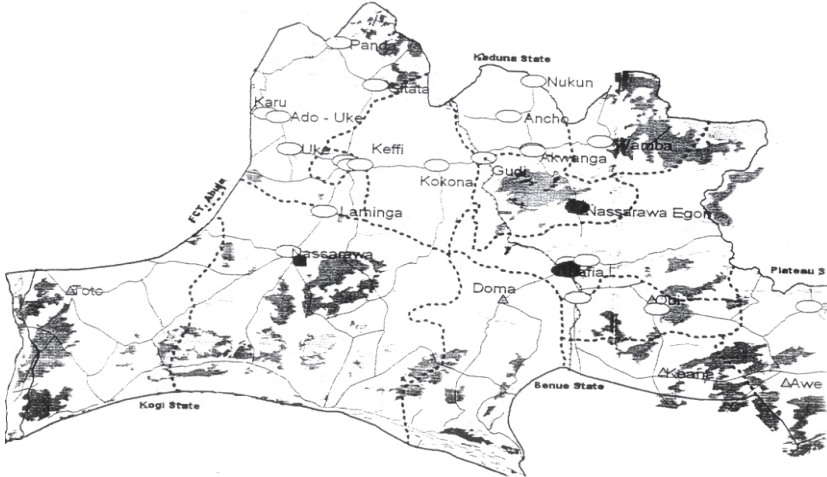 Panda
Keduna State
Gitata
Nukun
Karu
Ado - Uke
Ancho
Uke
Keffi
Akwanga
Wamba
Gudi
Kokona
FCT, Abuja
Laminga
Nassarawa Egon
Nassarawa
Lafia
Plateau S
Toto
Doma
Obi
Keana
Benue State
Awe
Kogi State